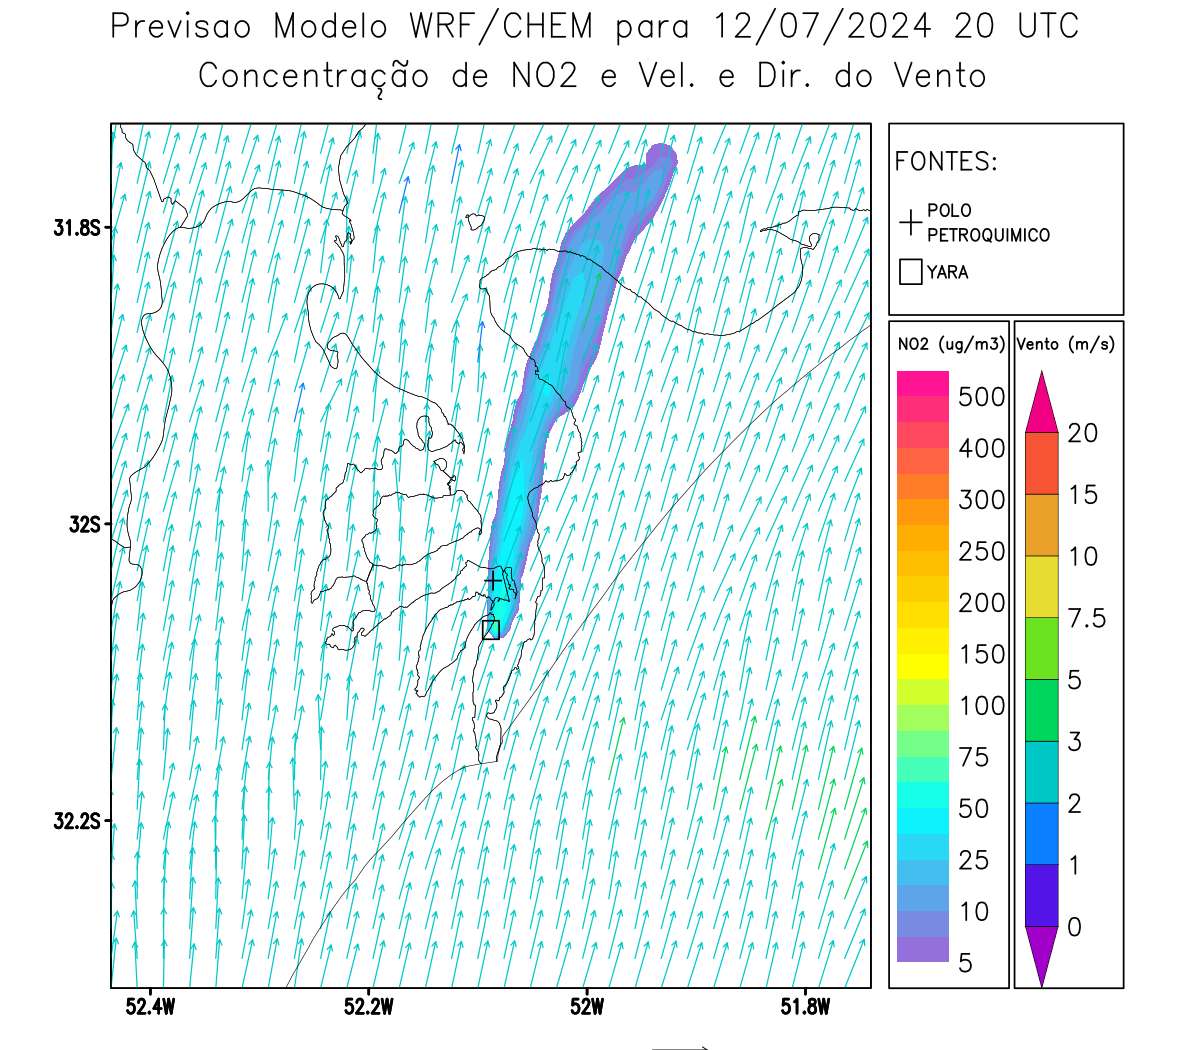 Previsao Modelo WRF/CHEM para 12/07/2024 20 UTC
Concentração de NO2 e Vel. e Dir. do Vento
FONTES:
POLO
PETROQUIMICO
YARA
31.8S
32S
32.2S
52.4W
52.2W
52W
51.8W
NO2 (ug/m3)
500
400
300
250
200
150
100
75
50
25
10
5
Vento (m/s)
20
15
10
7.5
5
3
2
1
0